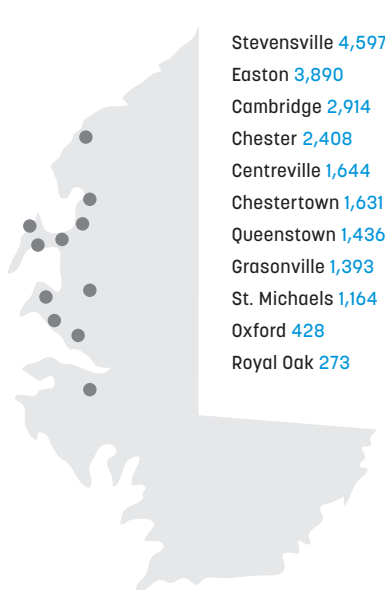 Stevensville 4,597
Easton 3,890
Cambridge 2,914
Chester 2,408
Centreville 1,644
Chestertown 1,631
Queenstown 1,436
Grasonville 1,393
St. Michaels 1,164
Oxford 428
Royal Oak 273